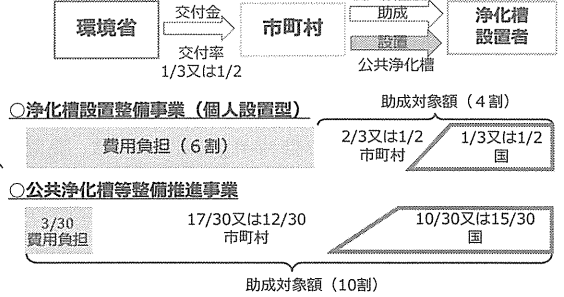 環境省
交付金
交付率
1/3又は1/2
市町村
助成
設置
公共浄化槽
浄化槽
設置者
○浄化槽設置整備事業（個人設置型）
助成対象額（４割）
費用負担（６割）
2/3又は1/2
市町村
1/3又は1/2
国
○公共浄化槽等整備推進事業
3/30
費用負担
17/30又は12/30
市町村
10/30又は15/30
国
助成対象額（10割）